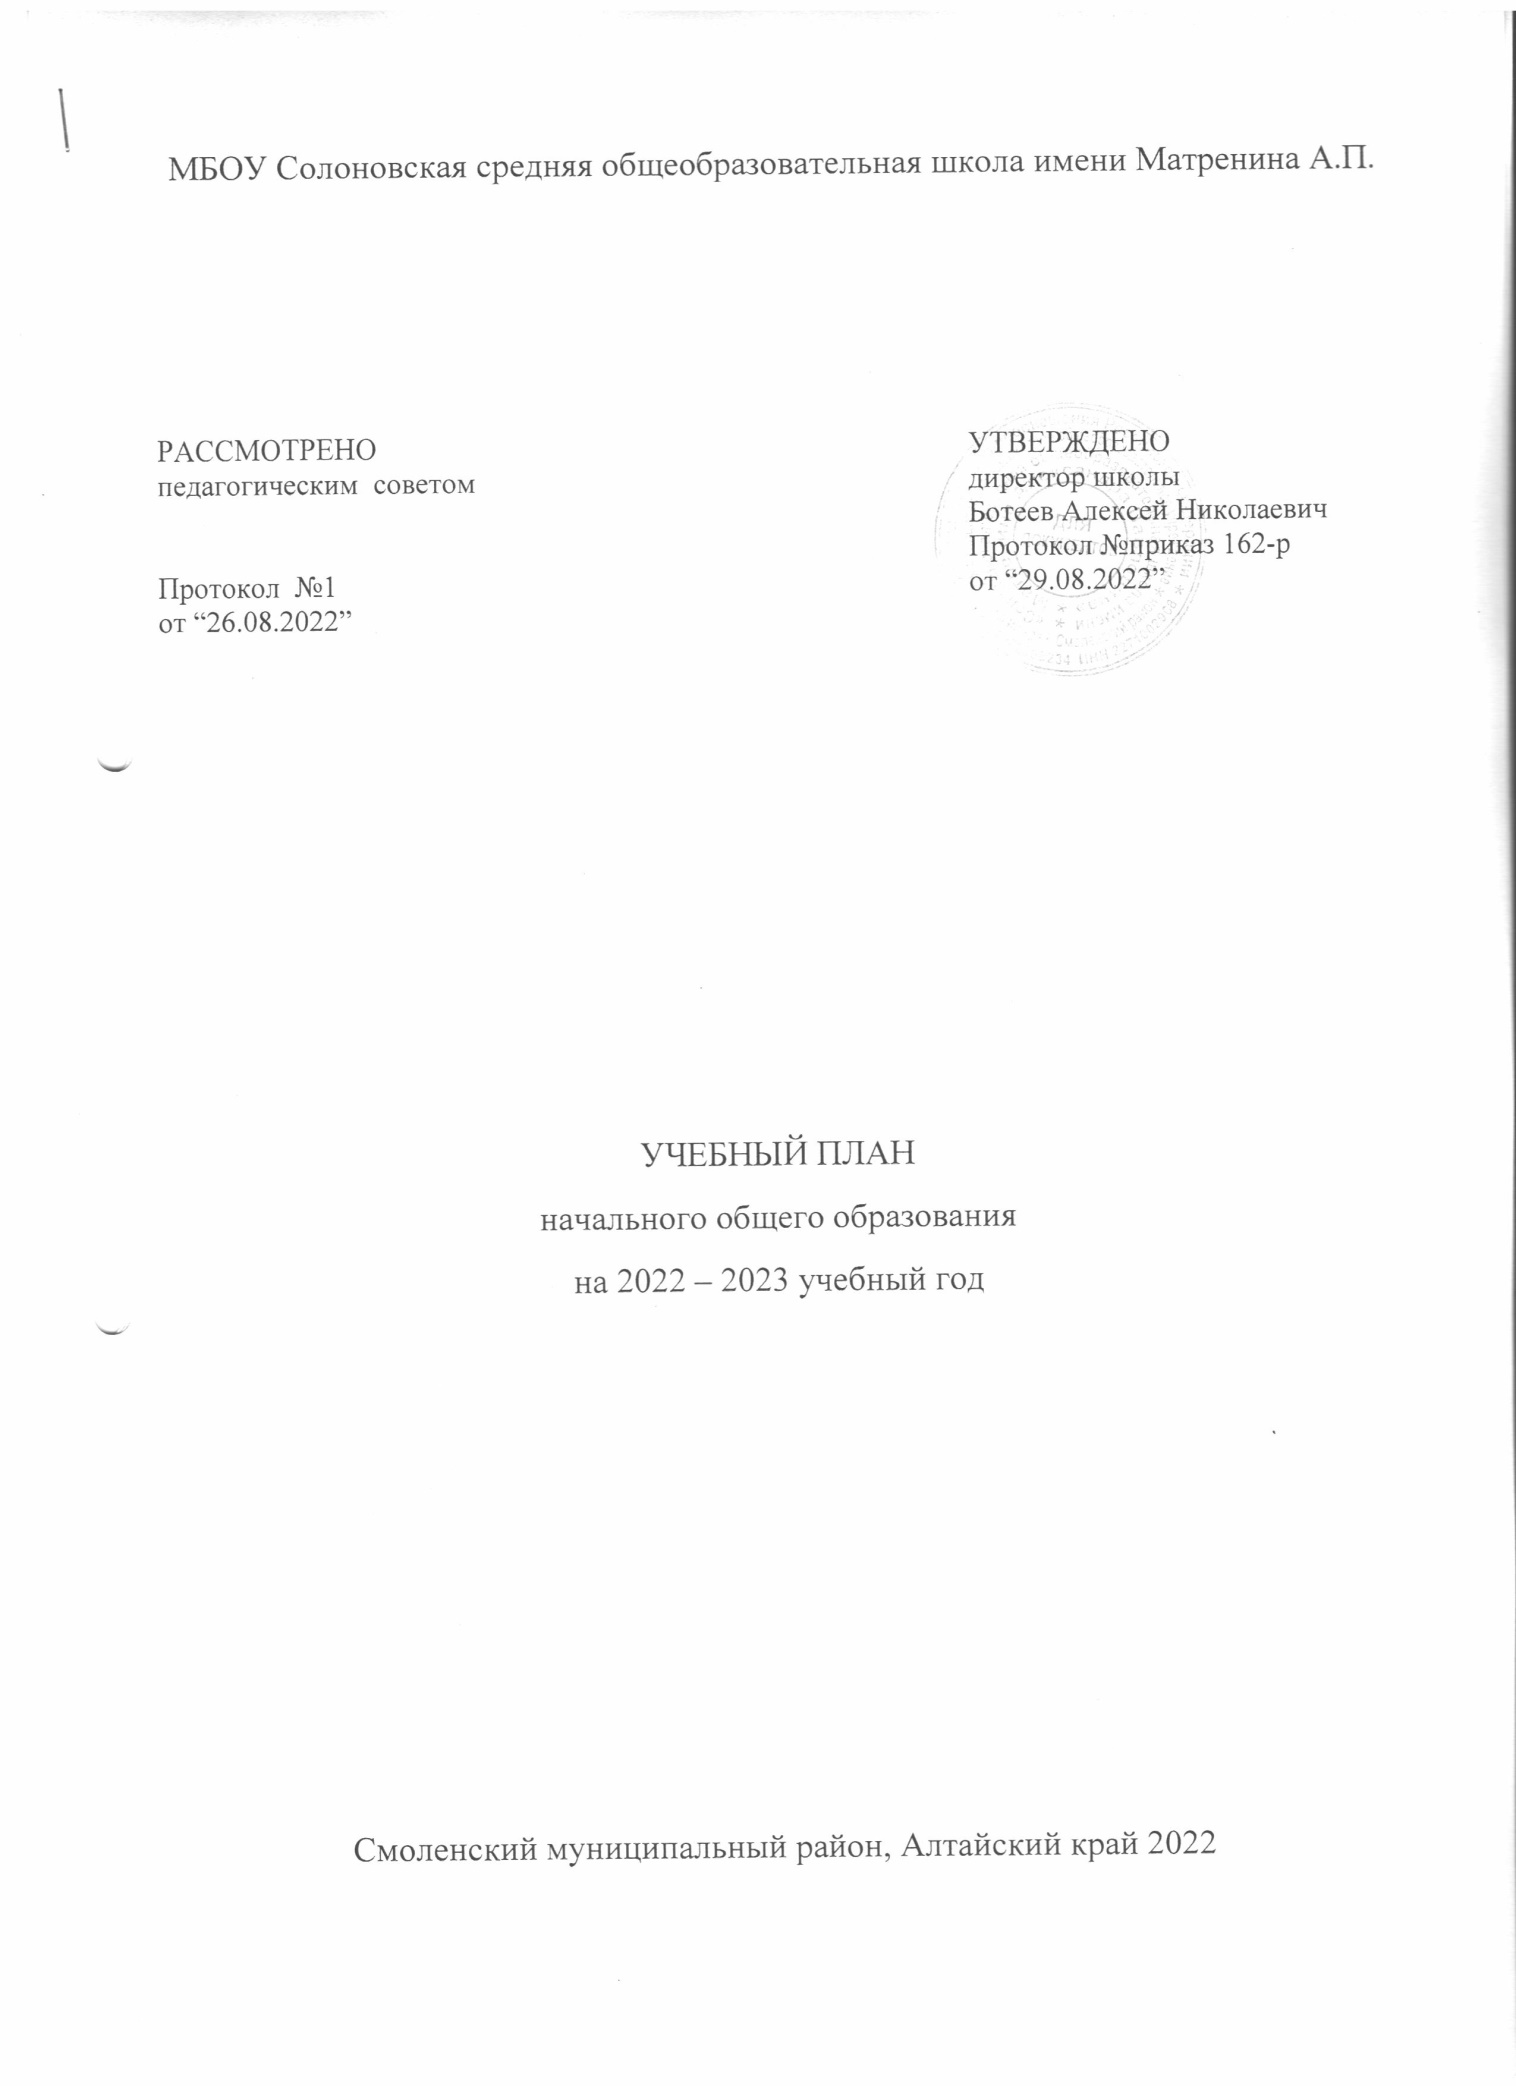 МБОУ Солоновская средняя общеобразовательная школа имени Матренина А.П.
РАССМОТРЕНО
педагогическим советом
Протокол №1
от “26.08.2022”
УТВЕРЖДЕНО
директор школы
Ботеев Алексей Николаевич
Протокол №приказ 162-р
от “29.08.2022”
для
УЧЕБНЫЙ ПЛАН
начального общего образования
на 2022 – 2023 учебный год
Смоленский муниципальный район, Алтайский край 2022